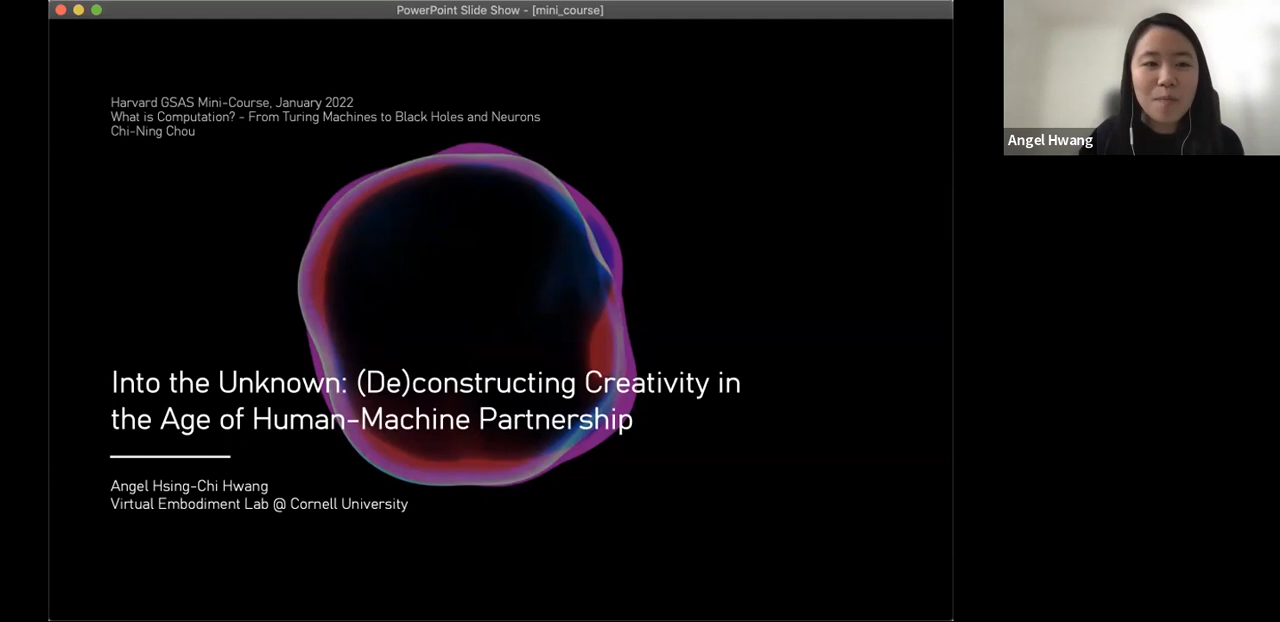 PowerPoint Slide Show - [mini_course]
Harvard GSAS Mini-Course, January 2022
What is Computation? - From Turing Machines to Black Holes and Neurons
Chi-Ning Chou
Into the Unknown: (De)constructing Creativity in
the Age of Human-Machine Partnership
Angel Hsing-Chi Hwang
Virtual Embodiment Lab @ Cornell University
Angel Hwang